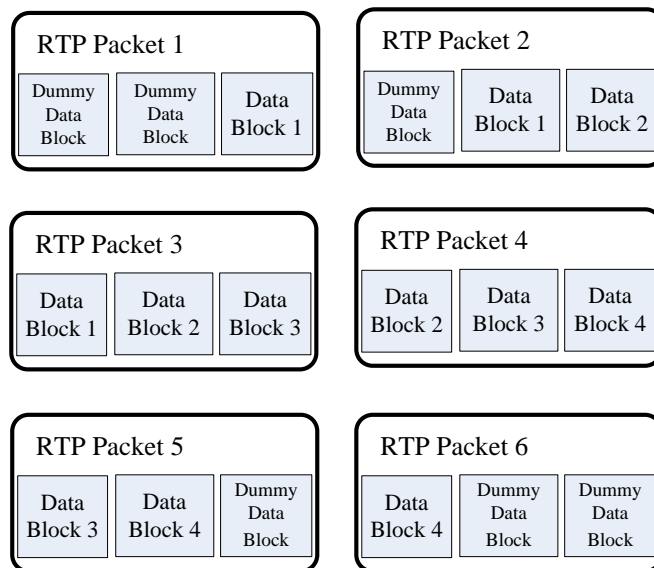 RTP Packet 1
Dummy
Data
Block
Dummy
Data
Block
Data
Block 1
RTP Packet 2
Dummy
Data
Block
Data
Block 1
Data
Block 2
RTP Packet 3
Data
Block 1
Data
Block 2
Data
Block 3
RTP Packet 4
Data
Block 2
Data
Block 3
Data
Block 4
RTP Packet 5
Data
Block 3
Data
Block 4
Dummy
Data
Block
RTP Packet 6
Data
Block 4
Dummy
Data
Block
Dummy
Data
Block